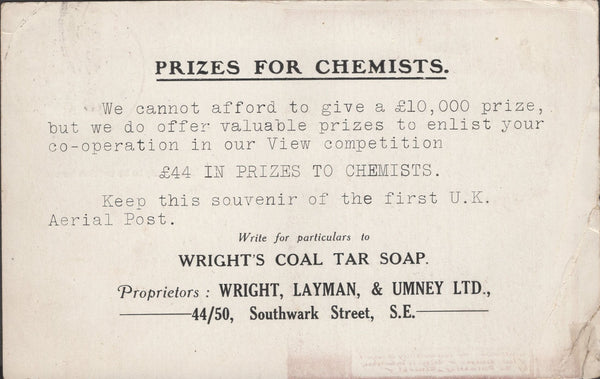 PRIZES FOR CHEMISTS.
We cannot afford to give a £10,000 prize,
but we do offer valuable prizes to enlist your
co-operation in our View competition
£44 IN PRIZES TO CHEMISTS.
Keep this souvenir of the first U.K.
Aerial Post.
Write for particulars to
WRIGHT'S COAL TAR SOAP.
Proprietors : WRIGHT, LAYMAN, & UMNEY LTD.,
44/50, Southwark Street, S.E.